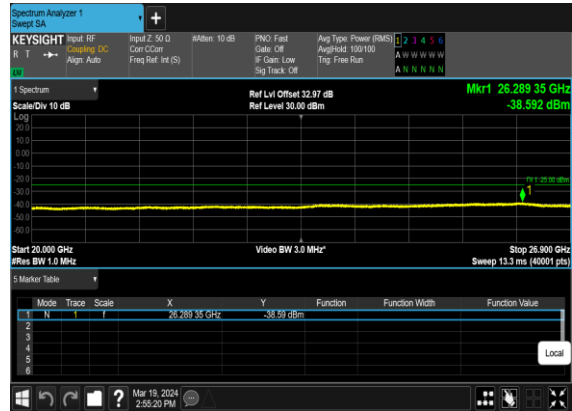 Spectrum Analyzer 1
Swept SA
+
KEYSIGHT Input: RF Input Z: 50 Ω #Atten: 10 dB PNO: Fast Avg Type: Power (RMS) 1 2 3 4 5 6
R T Coupling: DC Corr CCorr Gate: Off Avg|Hold: 100/100 A W W W W W
Align: Auto Freq Ref: Int (S) IF Gain: Low Trig: Free Run
Sig Track: Off A N N N N N
1 Spectrum Ref Lvl Offset 32.97 dB Mkr1 26.289 35 GHz
Scale/Div 10 dB Ref Level 30.00 dBm -38.592 dBm
Log
20.0
10.0
0.00
-10.0
-20.0
DL1 -25.00 dBm
-30.0
1
-40.0
-50.0
-60.0
Start 20.000 GHz Video BW 3.0 MHz* Stop 26.900 GHz
#Res BW 1.0 MHz Sweep 13.3 ms (40001 pts)
5 Marker Table
Mode Trace Scale X Y Function Function Width Function Value
1 N 1 f 26.289 35 GHz -38.59 dBm
2
3
4
5
6
Local
? Mar 19, 2024
2:55:20 PM